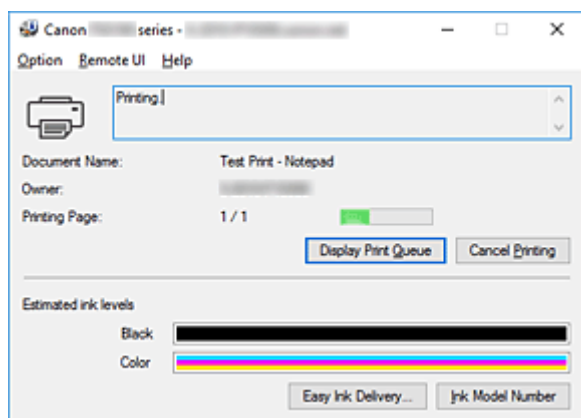 Canon series -
Option Remote UI Help
Printing.
Document Name: Test Print - Notepad
Owner:
Printing Page: 1 / 1
Display Print Queue Cancel Printing
Estimated ink levels
Black
Color
Easy Ink Delivery... Ink Model Number